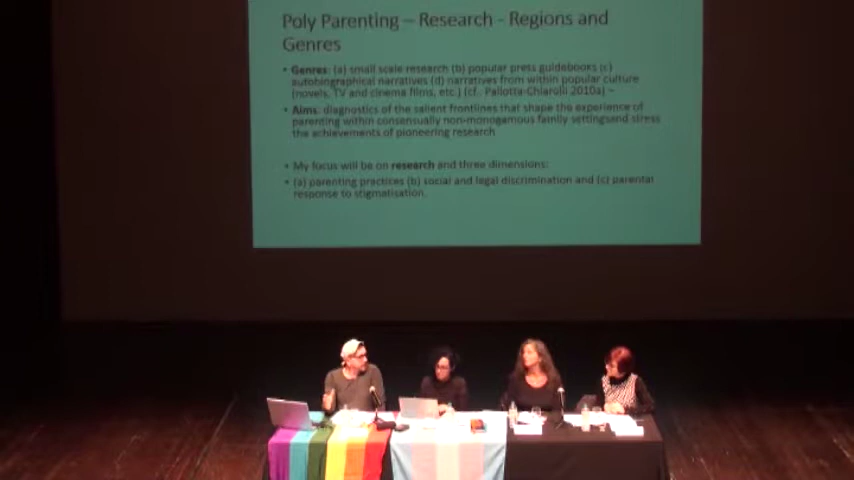 Poly Parenting – Research - Regions and
Genres
• Genres: (a) small scale research (b) popular press guidebooks (c)
autobiographical narratives (d) narratives from within popular culture
(novels, TV and cinema films, etc.) (cf. Pallotta-Chiarolli 2010a) –
• Aims: diagnostics of the salient frontlines that shape the experience of
parenting within consensually non-monogamous family settingsand stress
the achievements of pioneering research
• My focus will be on research and three dimensions:
• (a) parenting practices (b) social and legal discrimination and (c) parental
response to stigmatisation.